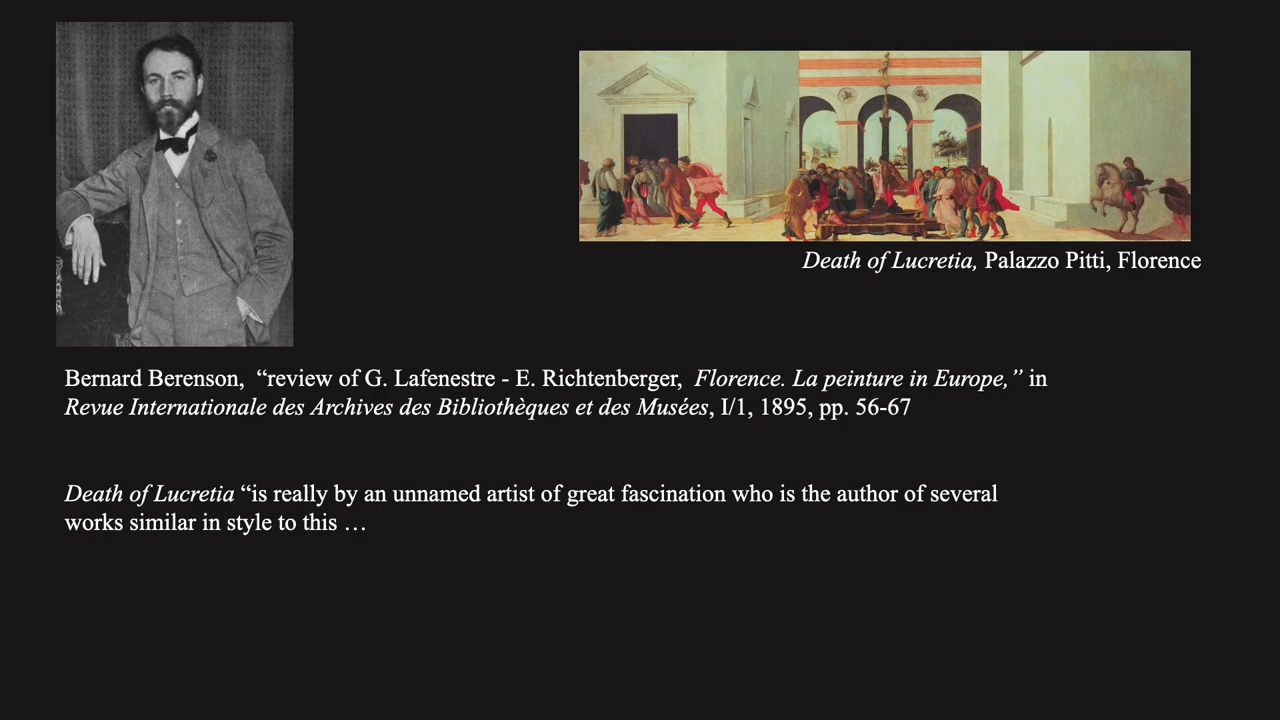 Death of Lucretia, Palazzo Pitti, Florence
Bernard Berenson, “review of G. Lafenestre - E. Richtenberger, Florence. La peinture in Europe,” in
Revue Internationale des Archives des Bibliothèques et des Musées, I/1, 1895, pp. 56-67
Death of Lucretia “is really by an unnamed artist of great fascination who is the author of several
works similar in style to this …